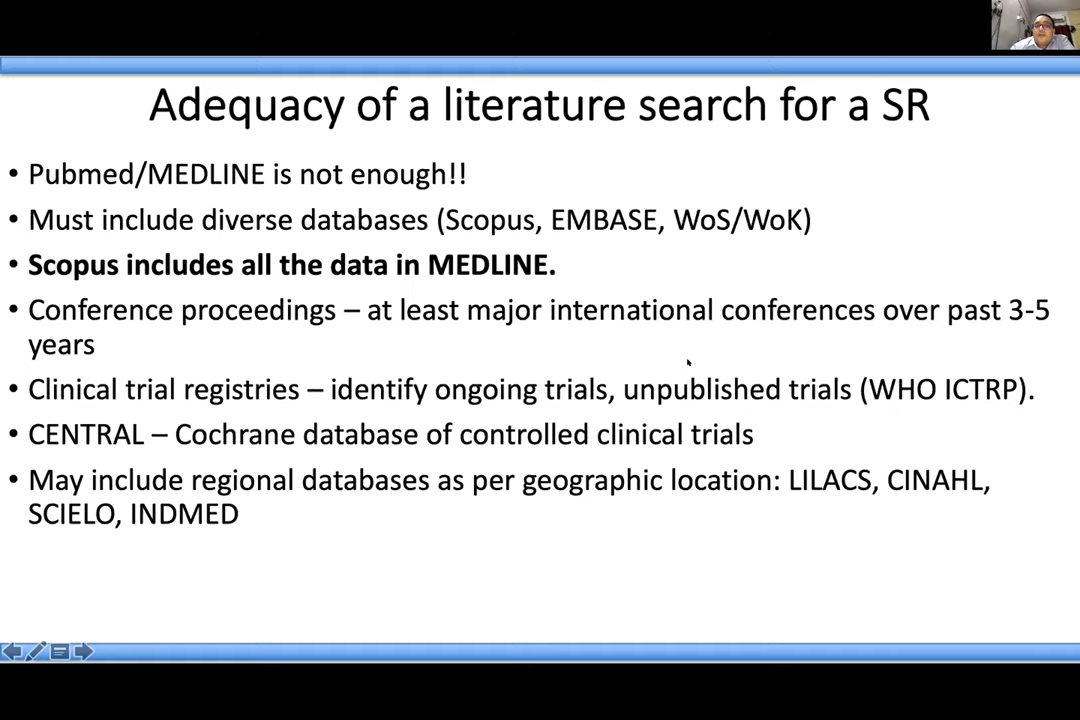 Adequacy of a literature search for a SR
• Pubmed/MEDLINE is not enough!!
• Must include diverse databases (Scopus, EMBASE, WoS/WoK)
• Scopus includes all the data in MEDLINE.
• Conference proceedings – at least major international conferences over past 3-5
years
• Clinical trial registries – identify ongoing trials, unpublished trials (WHO ICTRP).
• CENTRAL – Cochrane database of controlled clinical trials
• May include regional databases as per geographic location: LILACS, CINAHL,
SCIELO, INDMED